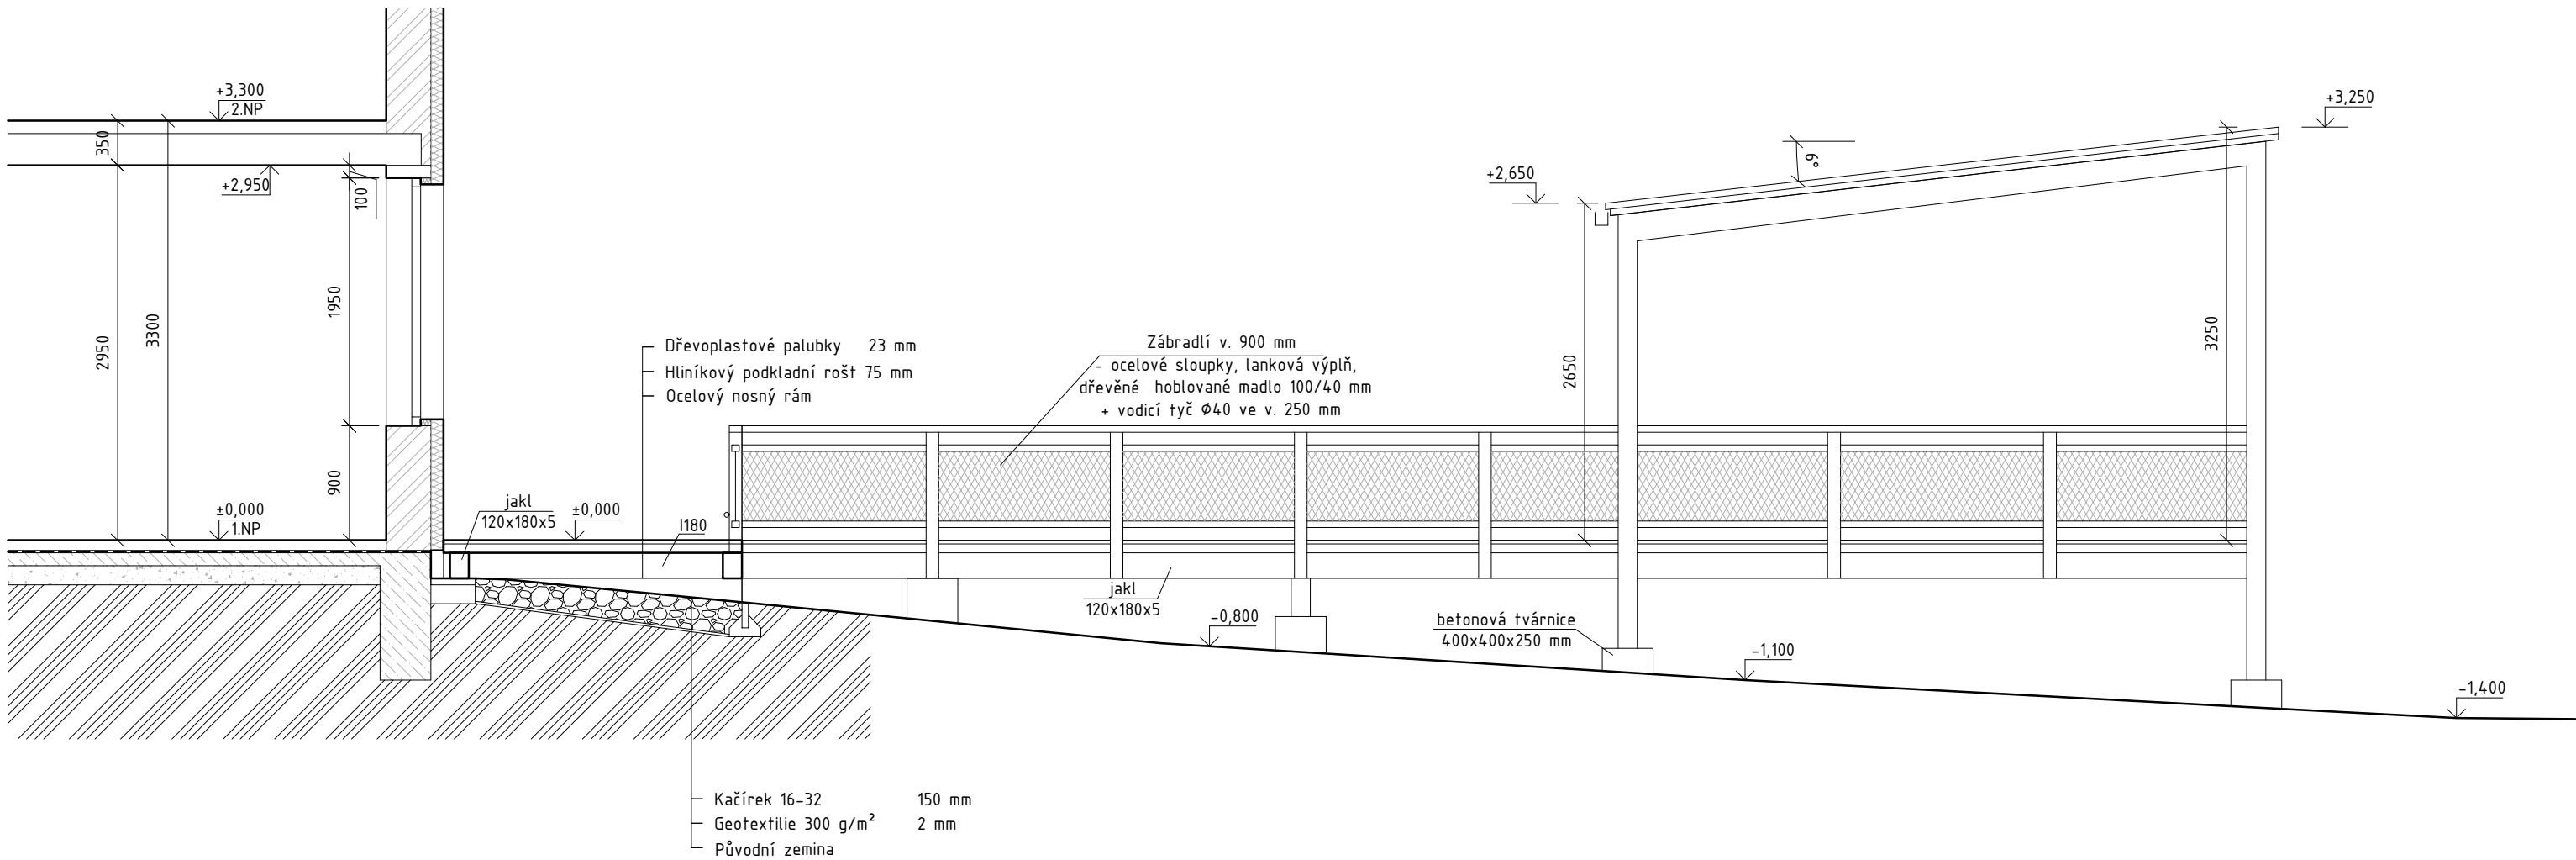 +3,300
2.NP
350
+2,950
100
1950
2950
3300
900
±0,000
1.NP
jakl
120x180x5
±0,000
I180
Dřevoplastové palubky 23 mm
Hliníkový podkladní rošt 75 mm
Ocelový nosný rám
Zábradlí v. 900 mm
- ocelové sloupky, lanková výplň,
dřevěné hoblované madlo 100/40 mm
+ vodicí tyč Ø40 ve v. 250 mm
+2,650
6°
+3,250
2650
3250
jakl
120x180x5
-0,800
betonová tvárnice
400x400x250 mm
-1,100
-1,400
Kačírek 16-32 150 mm
Geotextilie 300 g/m² 2 mm
Původní zemina